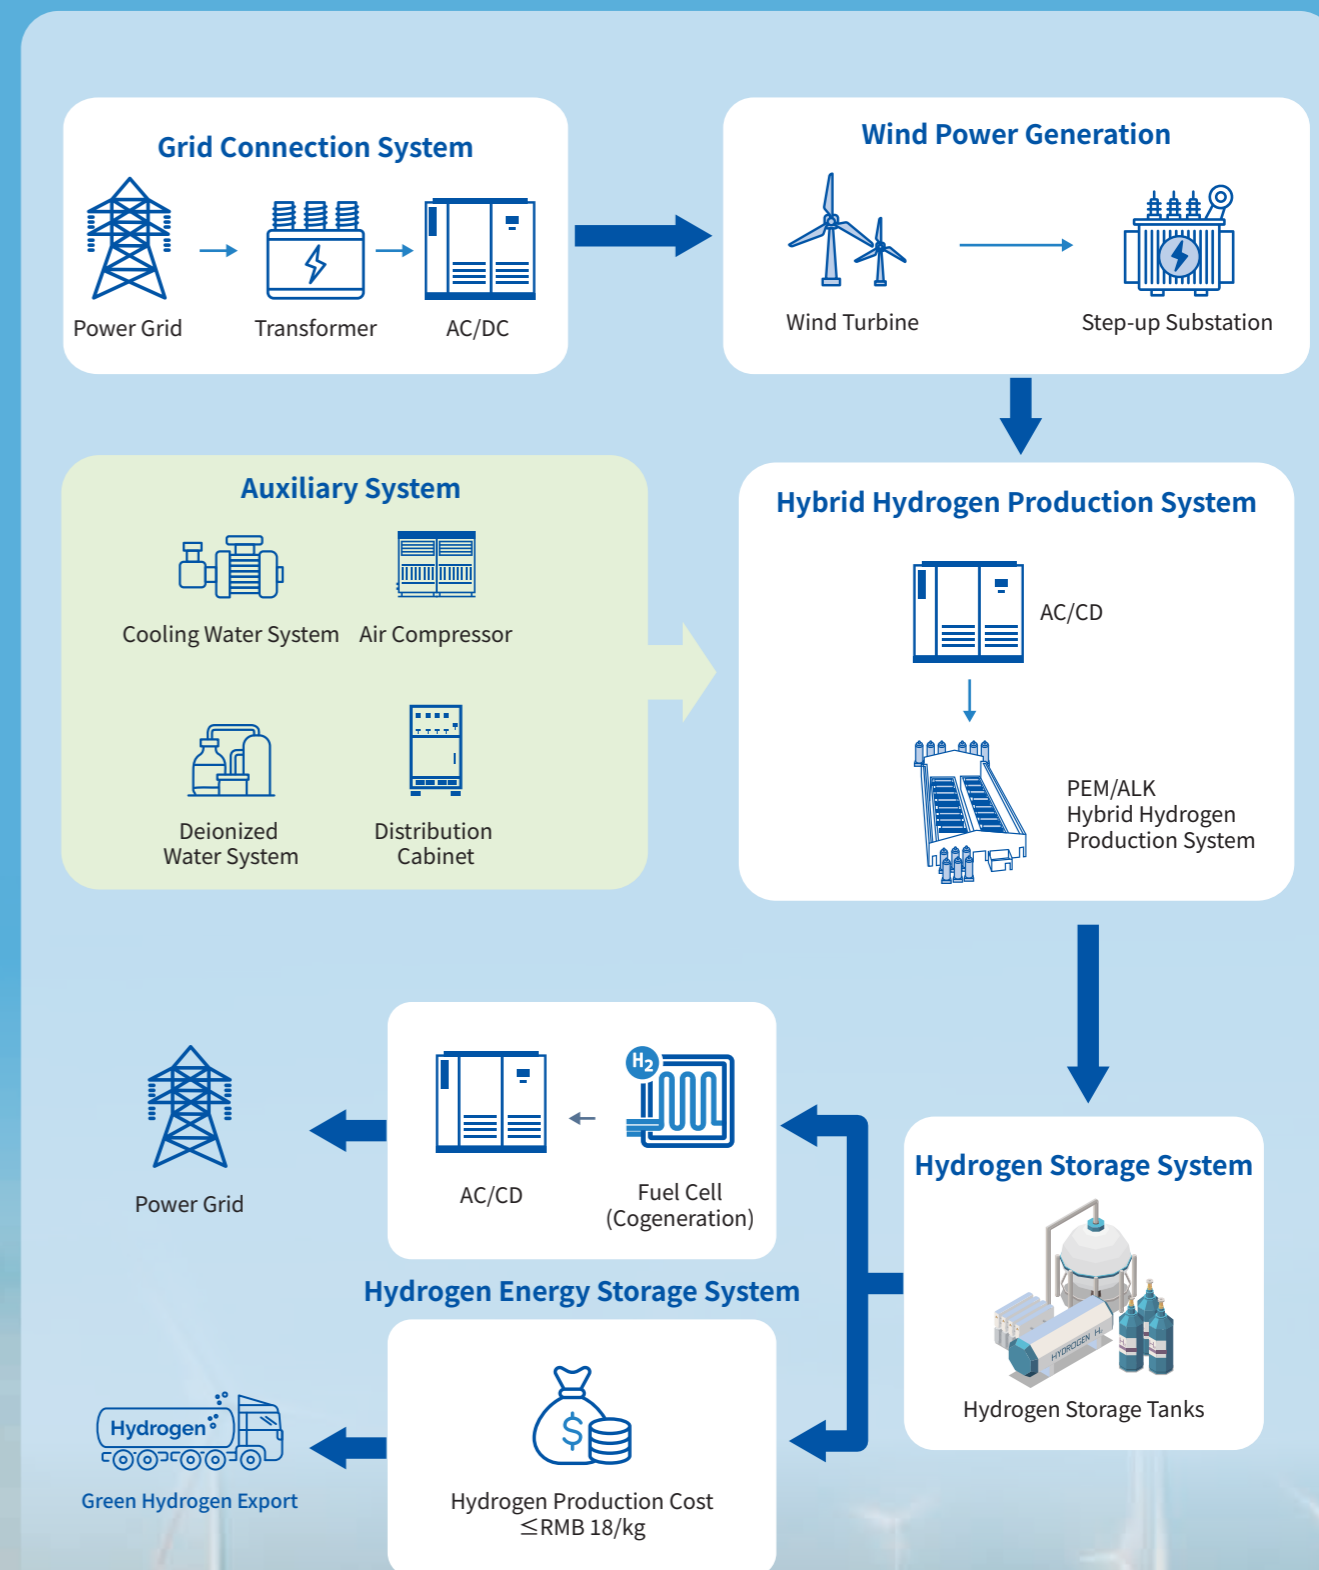 Grid Connection System
Power Grid
Transformer
AC/DC
Wind Power Generation
Wind Turbine
Step-up Substation
Auxiliary System
Cooling Water System
Air Compressor
Deionized
Water System
Distribution
Cabinet
Hybrid Hydrogen Production System
AC/CD
PEM/ALK
Hybrid Hydrogen
Production System
Power Grid
AC/CD
H2
Fuel Cell
(Cogeneration)
Hydrogen Storage System
HYDROGEN H₂
Hydrogen Storage Tanks
Hydrogen Energy Storage System
Hydrogen
Green Hydrogen Export
$
Hydrogen Production Cost
≦RMB 18/kg